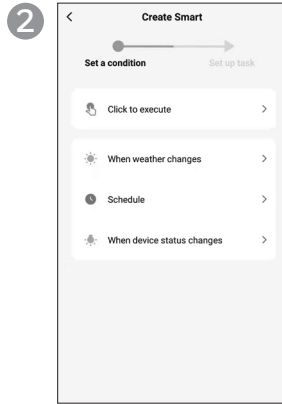 2
Create Smart
Set a condition Set up task
Click to execute
When weather changes
Schedule
When device status changes